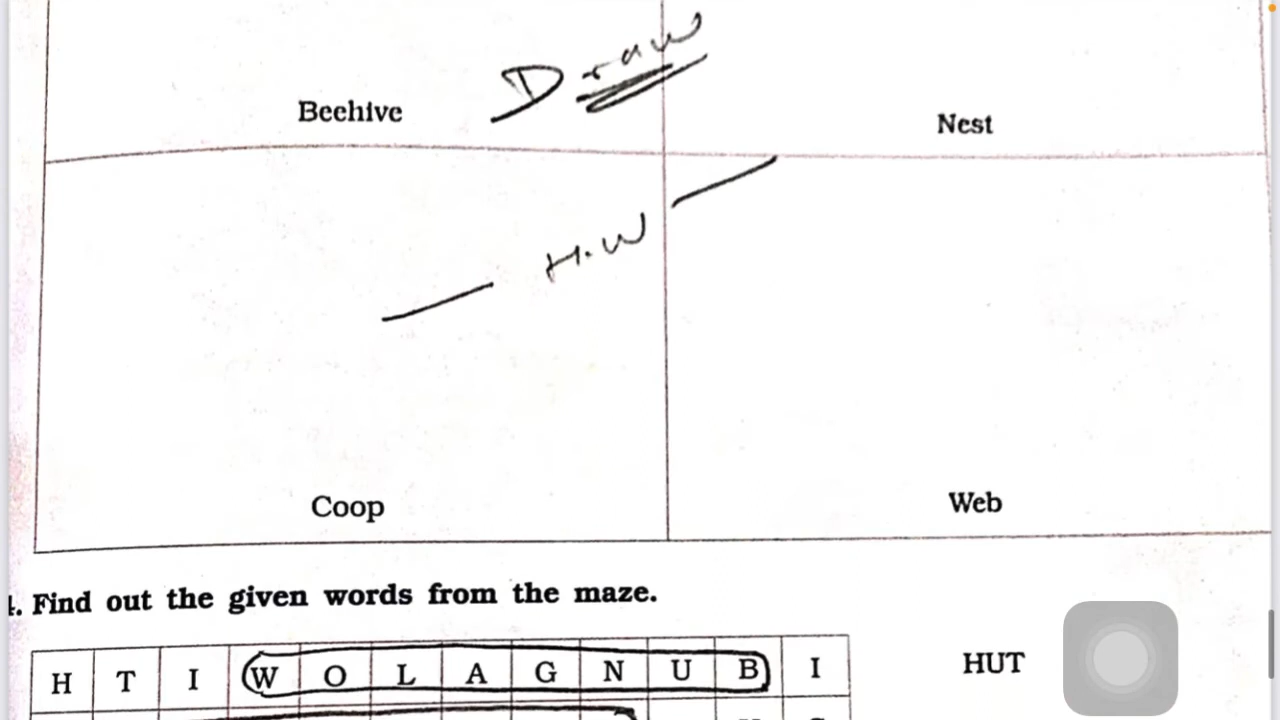 Draw
Beehive
Nest
H.W
Coop
Web
4. Find out the given words from the maze.
H T I W O L A G N U B I
HUT